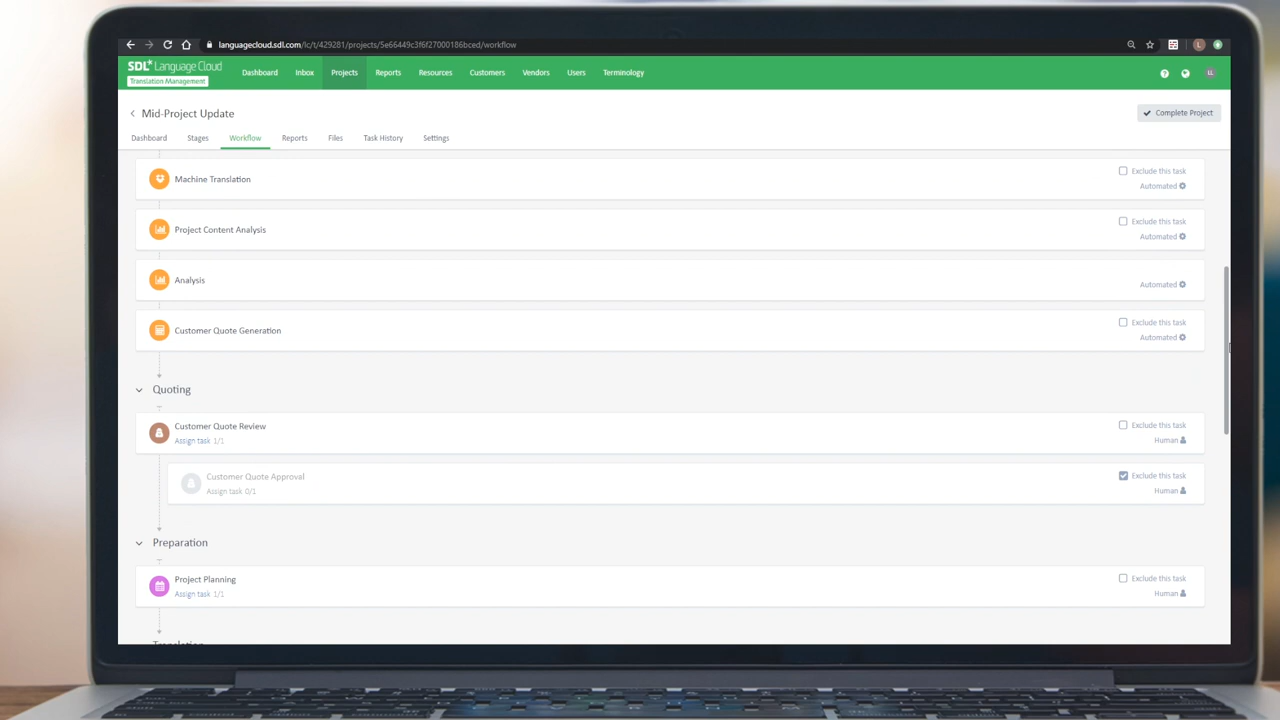 languagecloud.sdl.com/lc/t/429281/projects/5e66449c3f6f27000186bced/workflow
L
SDL* Language Cloud
Translation Management
Dashboard Inbox Projects Reports Resources Customers Vendors Users Terminology
? LL
Mid-Project Update
Complete Project
Dashboard Stages Workflow Reports Files Task History Settings
Machine Translation
Exclude this task
Automated
Project Content Analysis
Exclude this task
Automated
Analysis
Automated
Customer Quote Generation
Exclude this task
Automated
Quoting
Customer Quote Review
Assign task 1/1
Exclude this task
Human
Customer Quote Approval
Assign task 0/1
Exclude this task
Human
Preparation
Project Planning
Assign task 1/1
Exclude this task
Human
Translation